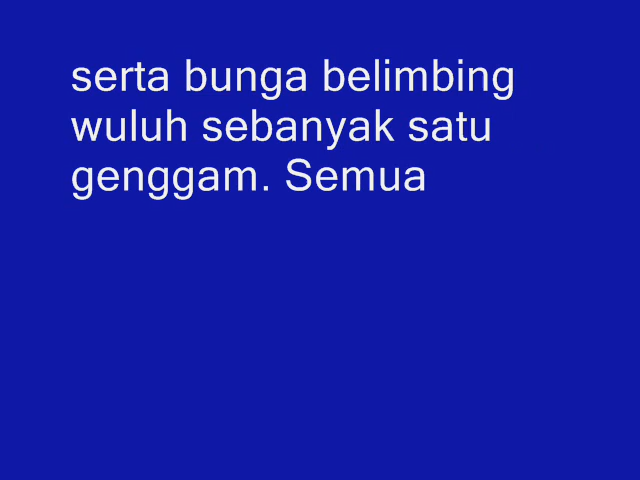 serta bunga belimbing
wuluh sebanyak satu
genggam. Semua